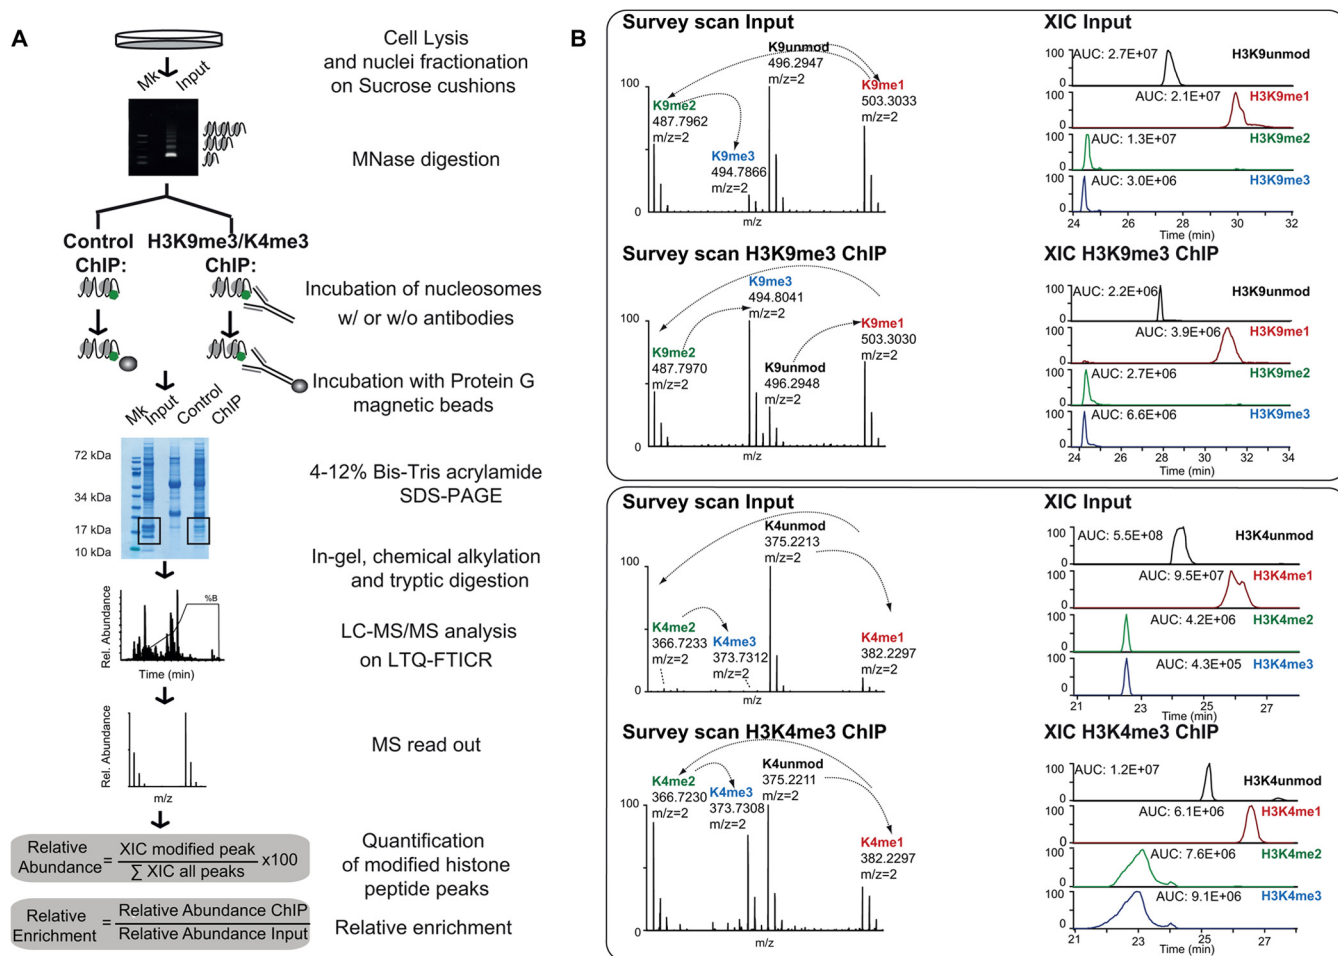 A
Cell Lysis
and nuclei fractionation
on Sucrose cushions
Mk
Input
MNase digestion
Control
ChIP:
H3K9me3/K4me3
ChIP:
Incubation of nucleosomes
w/ or w/o antibodies
Incubation with Protein G
magnetic beads
Mk
Input
Control
ChIP
72 kDa
34 kDa
17 kDa
10 kDa
4-12% Bis-Tris acrylamide
SDS-PAGE
In-gel, chemical alkylation
and tryptic digestion
%B
Rel. Abundance
Time (min)
LC-MS/MS analysis
on LTQ-FTICR
Rel. Abundance
m/z
MS read out
Relative
Abundance
=
XIC modified peak
∑ XIC all peaks
x100
Quantification
of modified histone
peptide peaks
Relative
Enrichment
=
Relative Abundance ChIP
Relative Abundance Input
Relative enrichment
B
Survey scan Input
100
0
K9me2
487.7962
m/z=2
K9me3
494.7866
m/z=2
K9unmod
496.2947
m/z=2
K9me1
503.3033
m/z=2
m/z
XIC Input
100
0
AUC: 2.7E+07
H3K9unmod
100
0
AUC: 2.1E+07
H3K9me1
100
0
AUC: 1.3E+07
H3K9me2
100
0
AUC: 3.0E+06
H3K9me3
24 26 28 30 32
Time (min)
Survey scan H3K9me3 ChIP
100
0
K9me2
487.7970
m/z=2
K9me3
494.8041
m/z=2
K9unmod
496.2948
m/z=2
K9me1
503.3030
m/z=2
m/z
XIC H3K9me3 ChIP
100
0
AUC: 2.2E+06
H3K9unmod
100
0
AUC: 3.9E+06
H3K9me1
100
0
AUC: 2.7E+06
H3K9me2
100
0
AUC: 6.6E+06
H3K9me3
24 26 28 30 32 34
Time (min)
Survey scan Input
100
0
K4me2
366.7233
m/z=2
K4me3
373.7312
m/z=2
K4unmod
375.2213
m/z=2
K4me1
382.2297
m/z=2
m/z
XIC Input
100
0
AUC: 5.5E+08
H3K4unmod
100
0
AUC: 9.5E+07
H3K4me1
100
0
AUC: 4.2E+06
H3K4me2
100
0
AUC: 4.3E+05
H3K4me3
21 23 25 27
Time (min)
Survey scan H3K4me3 ChIP
100
0
K4me2
366.7230
m/z=2
K4me3
373.7308
m/z=2
K4unmod
375.2211
m/z=2
K4me1
382.2297
m/z=2
m/z
XIC H3K4me3 ChIP
100
0
AUC: 1.2E+07
H3K4unmod
100
0
AUC: 6.1E+06
H3K4me1
100
0
AUC: 7.6E+06
H3K4me2
100
0
AUC: 9.1E+06
H3K4me3
21 23 25 27
Time (min)